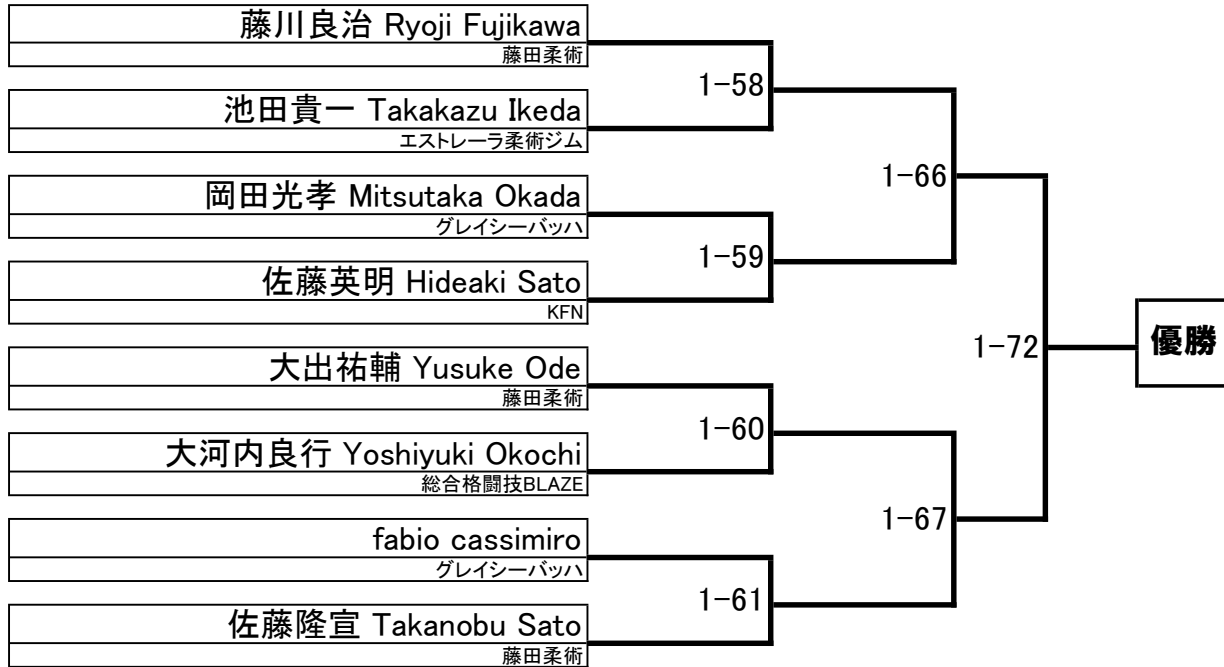 藤川良治 Ryoji Fujikawa
藤田柔術
1-58
池田貴一 Takakazu Ikeda
エストレーラ柔術ジム
1-66
岡田光孝 Mitsutaka Okada
グレイシーバッハ
1-59
佐藤英明 Hideaki Sato
KFN
1-72
優勝
大出祐輔 Yusuke Ode
藤田柔術
1-60
大河内良行 Yoshiyuki Okochi
総合格闘技BLAZE
1-67
fabio cassimiro
グレイシーバッハ
1-61
佐藤隆宣 Takanobu Sato
藤田柔術